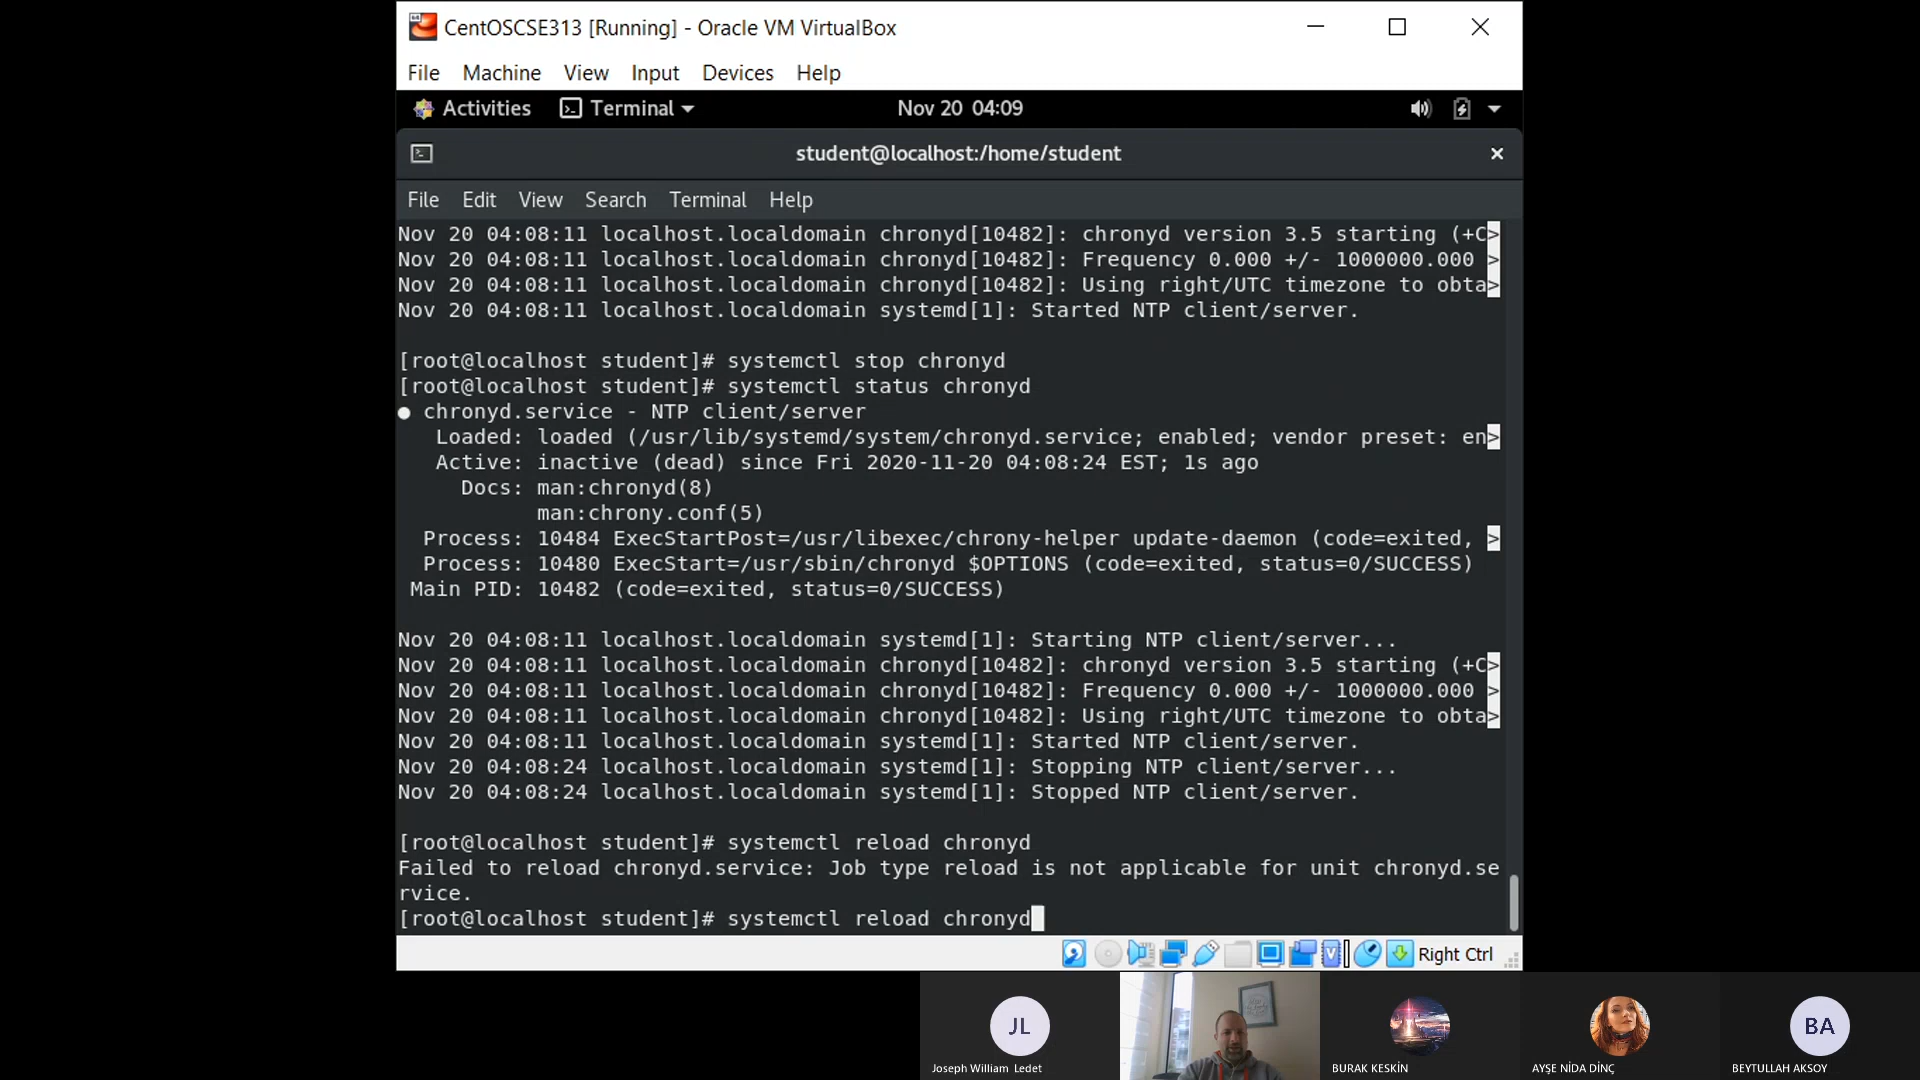 CentOSCSE313 [Running] - Oracle VM VirtualBox
File Machine View Input Devices Help
Activities Terminal Nov 20 04:09
student@localhost:/home/student
File Edit View Search Terminal Help
Nov 20 04:08:11 localhost.localdomain chronyd[10482]: chronyd version 3.5 starting (+C>
Nov 20 04:08:11 localhost.localdomain chronyd[10482]: Frequency 0.000 +/- 1000000.000 >
Nov 20 04:08:11 localhost.localdomain chronyd[10482]: Using right/UTC timezone to obta>
Nov 20 04:08:11 localhost.localdomain systemd[1]: Started NTP client/server.
[root@localhost student]# systemctl stop chronyd
[root@localhost student]# systemctl status chronyd
● chronyd.service - NTP client/server
Loaded: loaded (/usr/lib/systemd/system/chronyd.service; enabled; vendor preset: en>
Active: inactive (dead) since Fri 2020-11-20 04:08:24 EST; 1s ago
Docs: man:chronyd(8)
man:chrony.conf(5)
Process: 10484 ExecStartPost=/usr/libexec/chrony-helper update-daemon (code=exited, >
Process: 10480 ExecStart=/usr/sbin/chronyd $OPTIONS (code=exited, status=0/SUCCESS)
Main PID: 10482 (code=exited, status=0/SUCCESS)
Nov 20 04:08:11 localhost.localdomain systemd[1]: Starting NTP client/server...
Nov 20 04:08:11 localhost.localdomain chronyd[10482]: chronyd version 3.5 starting (+C>
Nov 20 04:08:11 localhost.localdomain chronyd[10482]: Frequency 0.000 +/- 1000000.000 >
Nov 20 04:08:11 localhost.localdomain chronyd[10482]: Using right/UTC timezone to obta>
Nov 20 04:08:11 localhost.localdomain systemd[1]: Started NTP client/server.
Nov 20 04:08:24 localhost.localdomain systemd[1]: Stopping NTP client/server...
Nov 20 04:08:24 localhost.localdomain systemd[1]: Stopped NTP client/server.
[root@localhost student]# systemctl reload chronyd
Failed to reload chronyd.service: Job type reload is not applicable for unit chronyd.se
rvice.
[root@localhost student]# systemctl reload chronyd
Right Ctrl
JL BA
Joseph William Ledet BURAK KESKİN AYŞE NİDA DİNÇ BEYTULLAH AKSOY